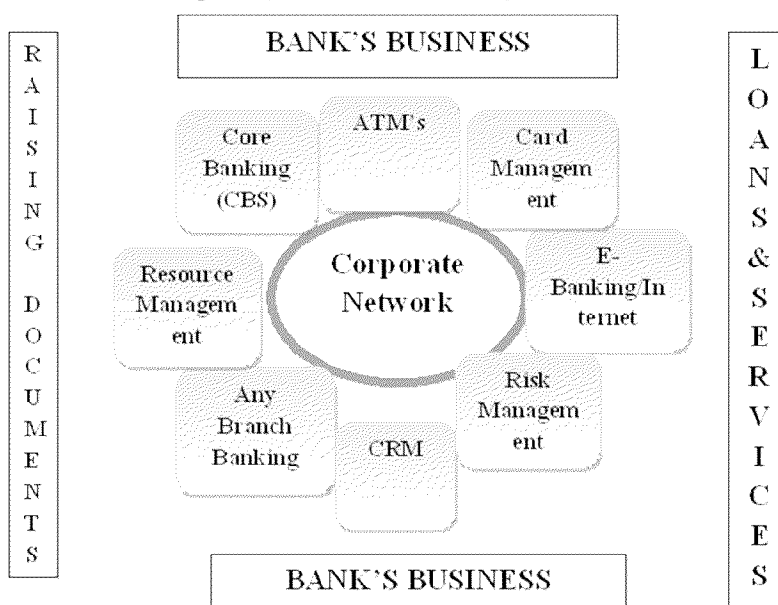 BANK'S BUSINESS
R
A
I
S
I
N
G
D
O
C
U
M
E
N
T
S
L
O
A
N
S
&
S
E
R
V
I
C
E
S
Core
Banking
(CBS)
ATM's
Card
Managem
ent
Resource
Managem
ent
Corporate
Network
E-
Banking/In
ternet
Any
Branch
Banking
CRM
Risk
Managem
ent
BANK'S BUSINESS